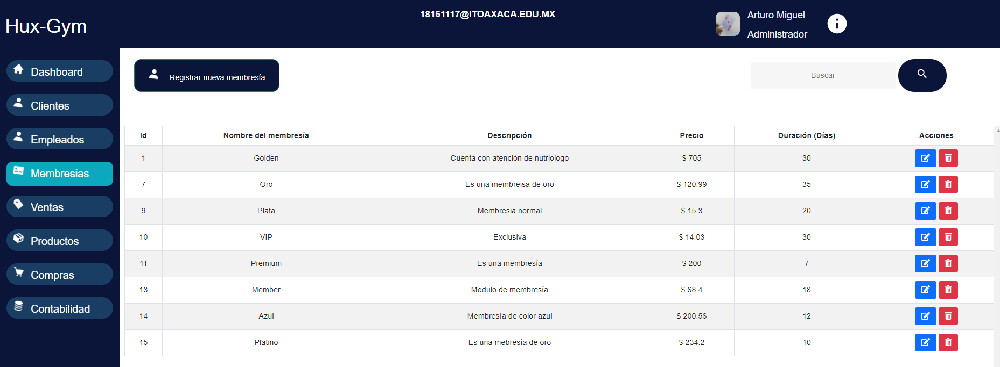 18161117@ITOAXACA.EDU.MX
Arturo Miguel
Administrador
Hux-Gym
Dashboard
Clientes
Empleados
Membresias
Ventas
Productos
Compras
Contabilidad
Registrar nueva membresía
Buscar
Id Nombre del membresía Descripción Precio Duración (Días) Acciones
1 Golden Cuenta con atención de nutriologo $ 705 30
7 Oro Es una membreisa de oro $ 120.99 35
9 Plata Membresia normal $ 15.3 20
10 VIP Exclusiva $ 14.03 30
11 Premium Es una membresía $ 200 7
13 Member Modulo de membresía $ 68.4 18
14 Azul Membresía de color azul $ 200.56 12
15 Platino Es una mebresía de oro $ 234.2 10